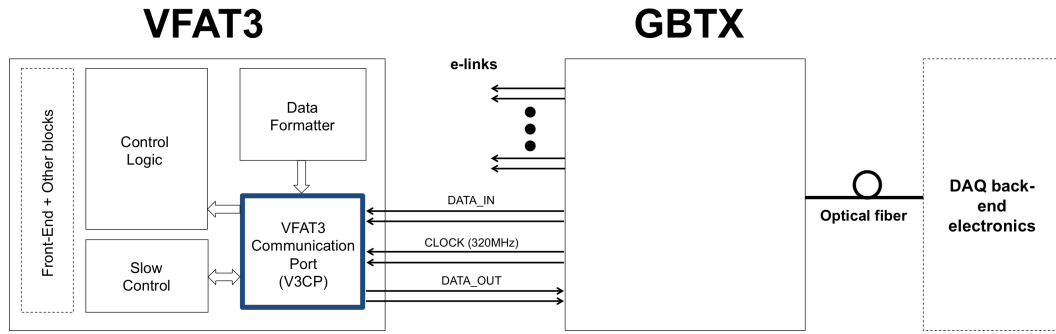 VFAT3
GBTX
Front-End + Other blocks
Control
Logic
Data
Formatter
VFAT3
Communication
Port
(V3CP)
Slow
Control
e-links
DATA_IN
CLOCK (320MHz)
DATA_OUT
Optical fiber
DAQ back-
end
electronics